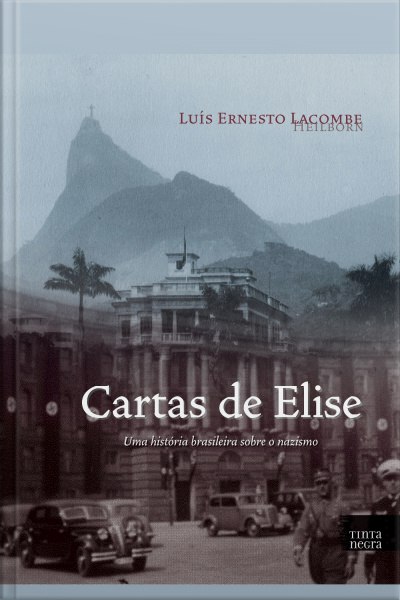 Luís Ernesto Lacombe
HEILBORN
Cartas de Elise
Uma história brasileira sobre o nazismo
TINTA
NEGRA